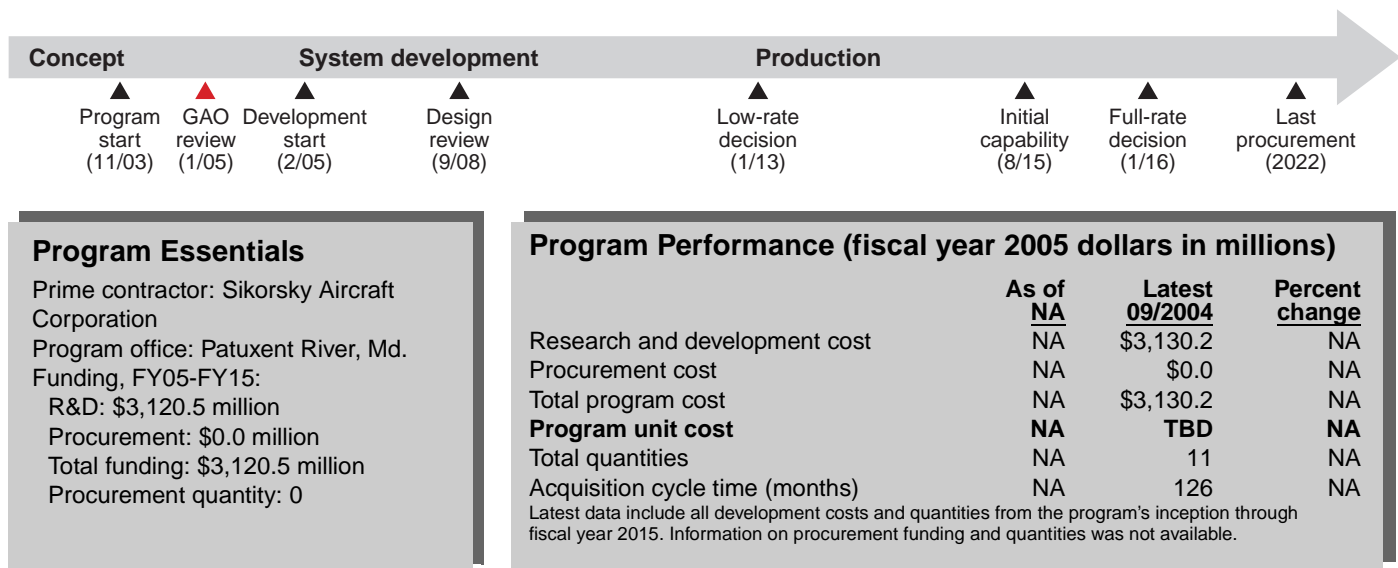 Concept System development Production
Program GAO Development Design Low-rate Initial Full-rate Last
start review start review decision capability decision procurement
(11/03) (1/05) (2/05) (9/08) (1/13) (8/15) (1/16) (2022)
Program Essentials
Prime contractor: Sikorsky Aircraft
Corporation
Program office: Patuxent River, Md.
Funding, FY05-FY15:
R&D: $3,120.5 million
Procurement: $0.0 million
Total funding: $3,120.5 million
Procurement quantity: 0
Program Performance (fiscal year 2005 dollars in millions)
As of Latest Percent
NA 09/2004 change
Research and development cost NA $3,130.2 NA
Procurement cost NA $0.0 NA
Total program cost NA $3,130.2 NA
Program unit cost NA TBD NA
Total quantities NA 11 NA
Acquisition cycle time (months) NA 126 NA
Latest data include all development costs and quantities from the program's inception through
fiscal year 2015. Information on procurement funding and quantities was not available.